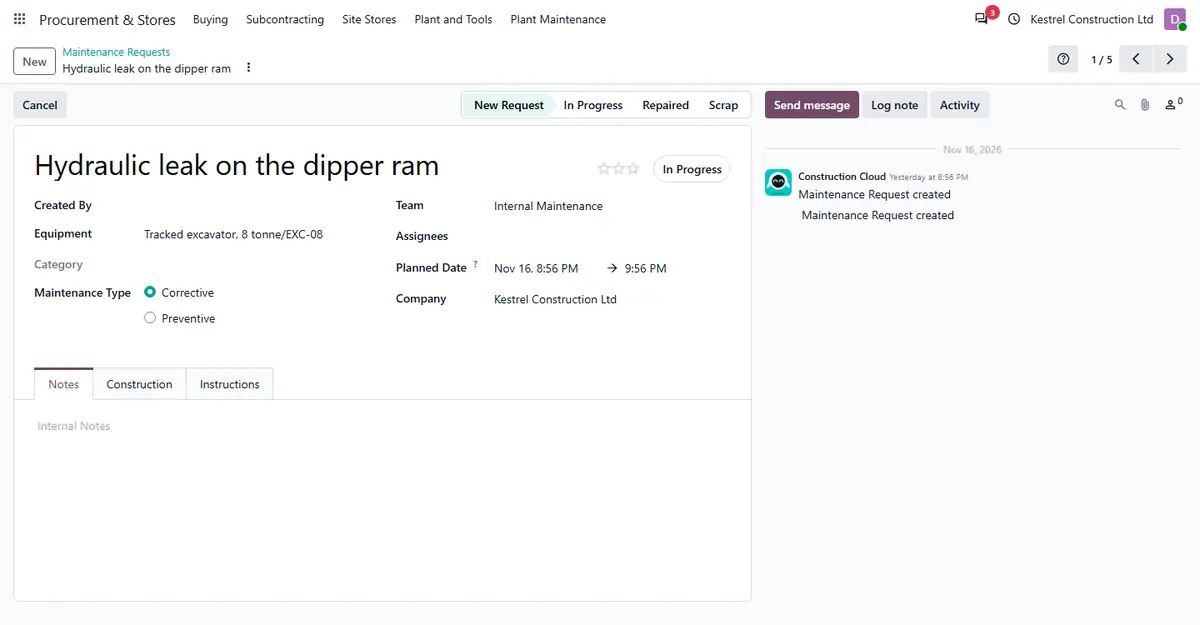 Procurement & Stores Buying Subcontracting Site Stores Plant and Tools Plant Maintenance 3 Kestrel Construction Ltd D
New Maintenance Requests
Hydraulic leak on the dipper ram
1 / 5
Cancel New Request In Progress Repaired Scrap Send message Log note Activity 0
Hydraulic leak on the dipper ram
In Progress
Created By
Equipment Tracked excavator, 8 tonne/EXC-08
Category
Maintenance Type Corrective
Preventive
Team Internal Maintenance
Assignees
Planned Date ? Nov 16, 8:56 PM → 9:56 PM
Company Kestrel Construction Ltd
Notes Construction Instructions
Internal Notes
Nov 16, 2026
Construction Cloud Yesterday at 8:56 PM
Maintenance Request created
Maintenance Request created